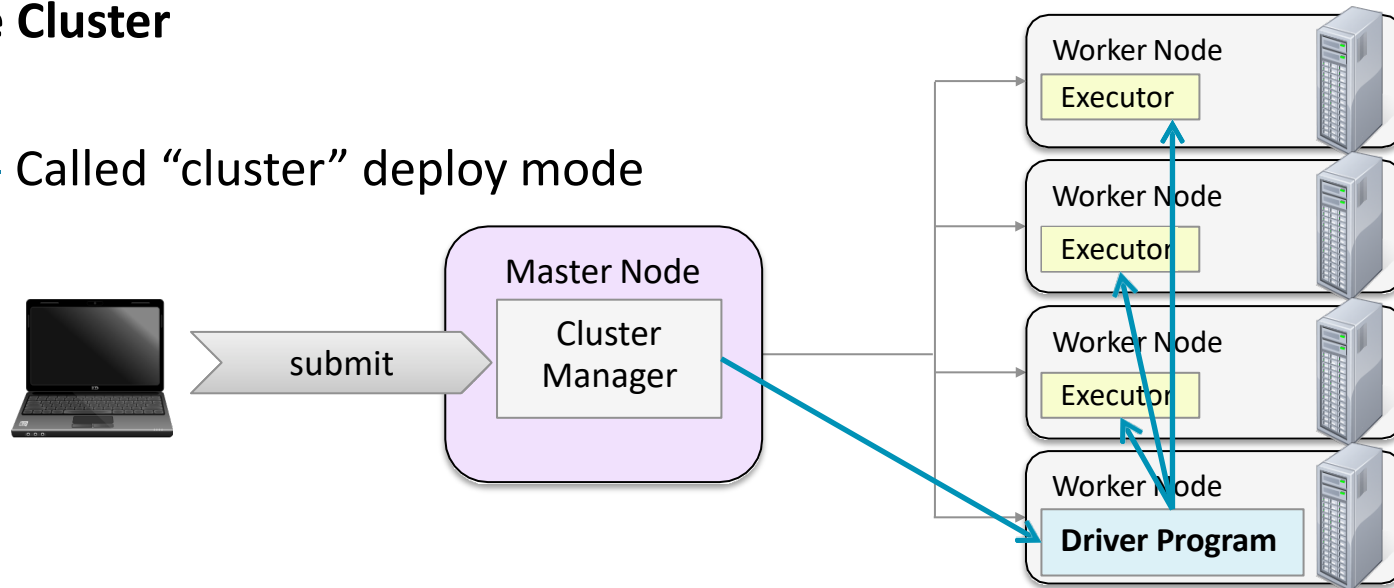 e Cluster
- Called “cluster” deploy mode
submit
Master Node
Cluster
Manager
Worker Node
Executor
Worker Node
Executor
Worker Node
Executor
Worker Node
Driver Program